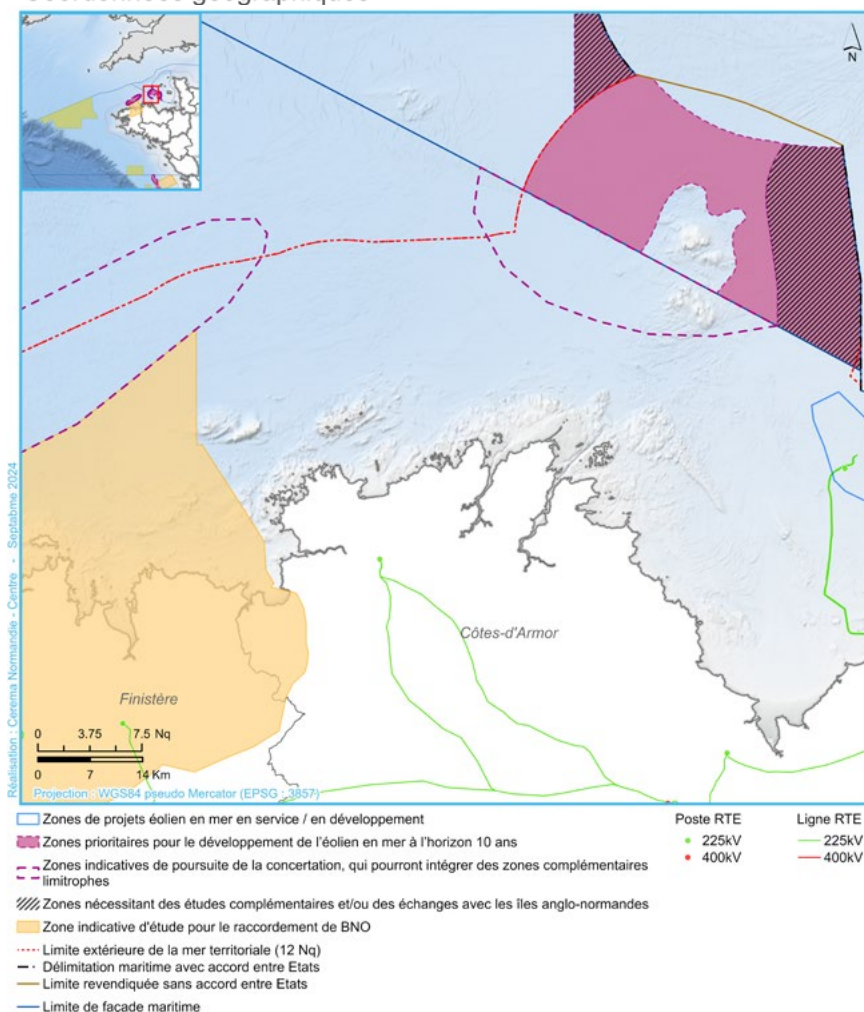 Coordonnées géographiques
N
Côtes-d'Armor
Finistère
0 3.75 7.5 Nq
0 7 14 Km
Projection : WGS84 pseudo Mercator (EPSG : 3857)
Réalisation : Cerema Normandie - Centre - Septabme 2024
Zones de projets éolien en mer en service / en développement
Zones prioritaires pour le développement de l'éolien en mer à l'horizon 10 ans
Zones indicatives de poursuite de la concertation, qui pourront intégrer des zones complémentaires
limitrophes
Zones nécessitant des études complémentaires et/ou des échanges avec les îles anglo-normandes
Zone indicative d'étude pour le raccordement de BNO
Limite extérieure de la mer territoriale (12 Nq)
Délimitation maritime avec accord entre Etats
Limite revendiquée sans accord entre Etats
Limite de façade maritime
Poste RTE
225kV
400kV
Ligne RTE
225kV
400kV